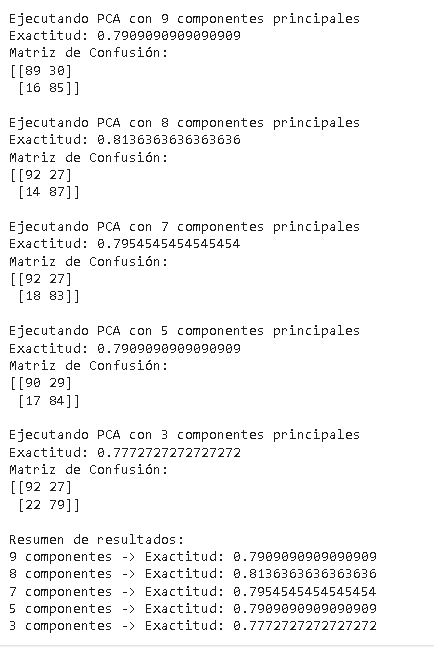 Ejecutando PCA con 9 componentes principales
Exactitud: 0.7909090909090909
Matriz de Confusión:
[[89 30]
 [16 85]]

Ejecutando PCA con 8 componentes principales
Exactitud: 0.8136363636363636
Matriz de Confusión:
[[92 27]
 [14 87]]

Ejecutando PCA con 7 componentes principales
Exactitud: 0.7954545454545454
Matriz de Confusión:
[[92 27]
 [18 83]]

Ejecutando PCA con 5 componentes principales
Exactitud: 0.7909090909090909
Matriz de Confusión:
[[90 29]
 [17 84]]

Ejecutando PCA con 3 componentes principales
Exactitud: 0.7772727272727272
Matriz de Confusión:
[[92 27]
 [22 79]]

Resumen de resultados:
9 componentes -> Exactitud: 0.7909090909090909
8 componentes -> Exactitud: 0.8136363636363636
7 componentes -> Exactitud: 0.7954545454545454
5 componentes -> Exactitud: 0.7909090909090909
3 componentes -> Exactitud: 0.7772727272727272